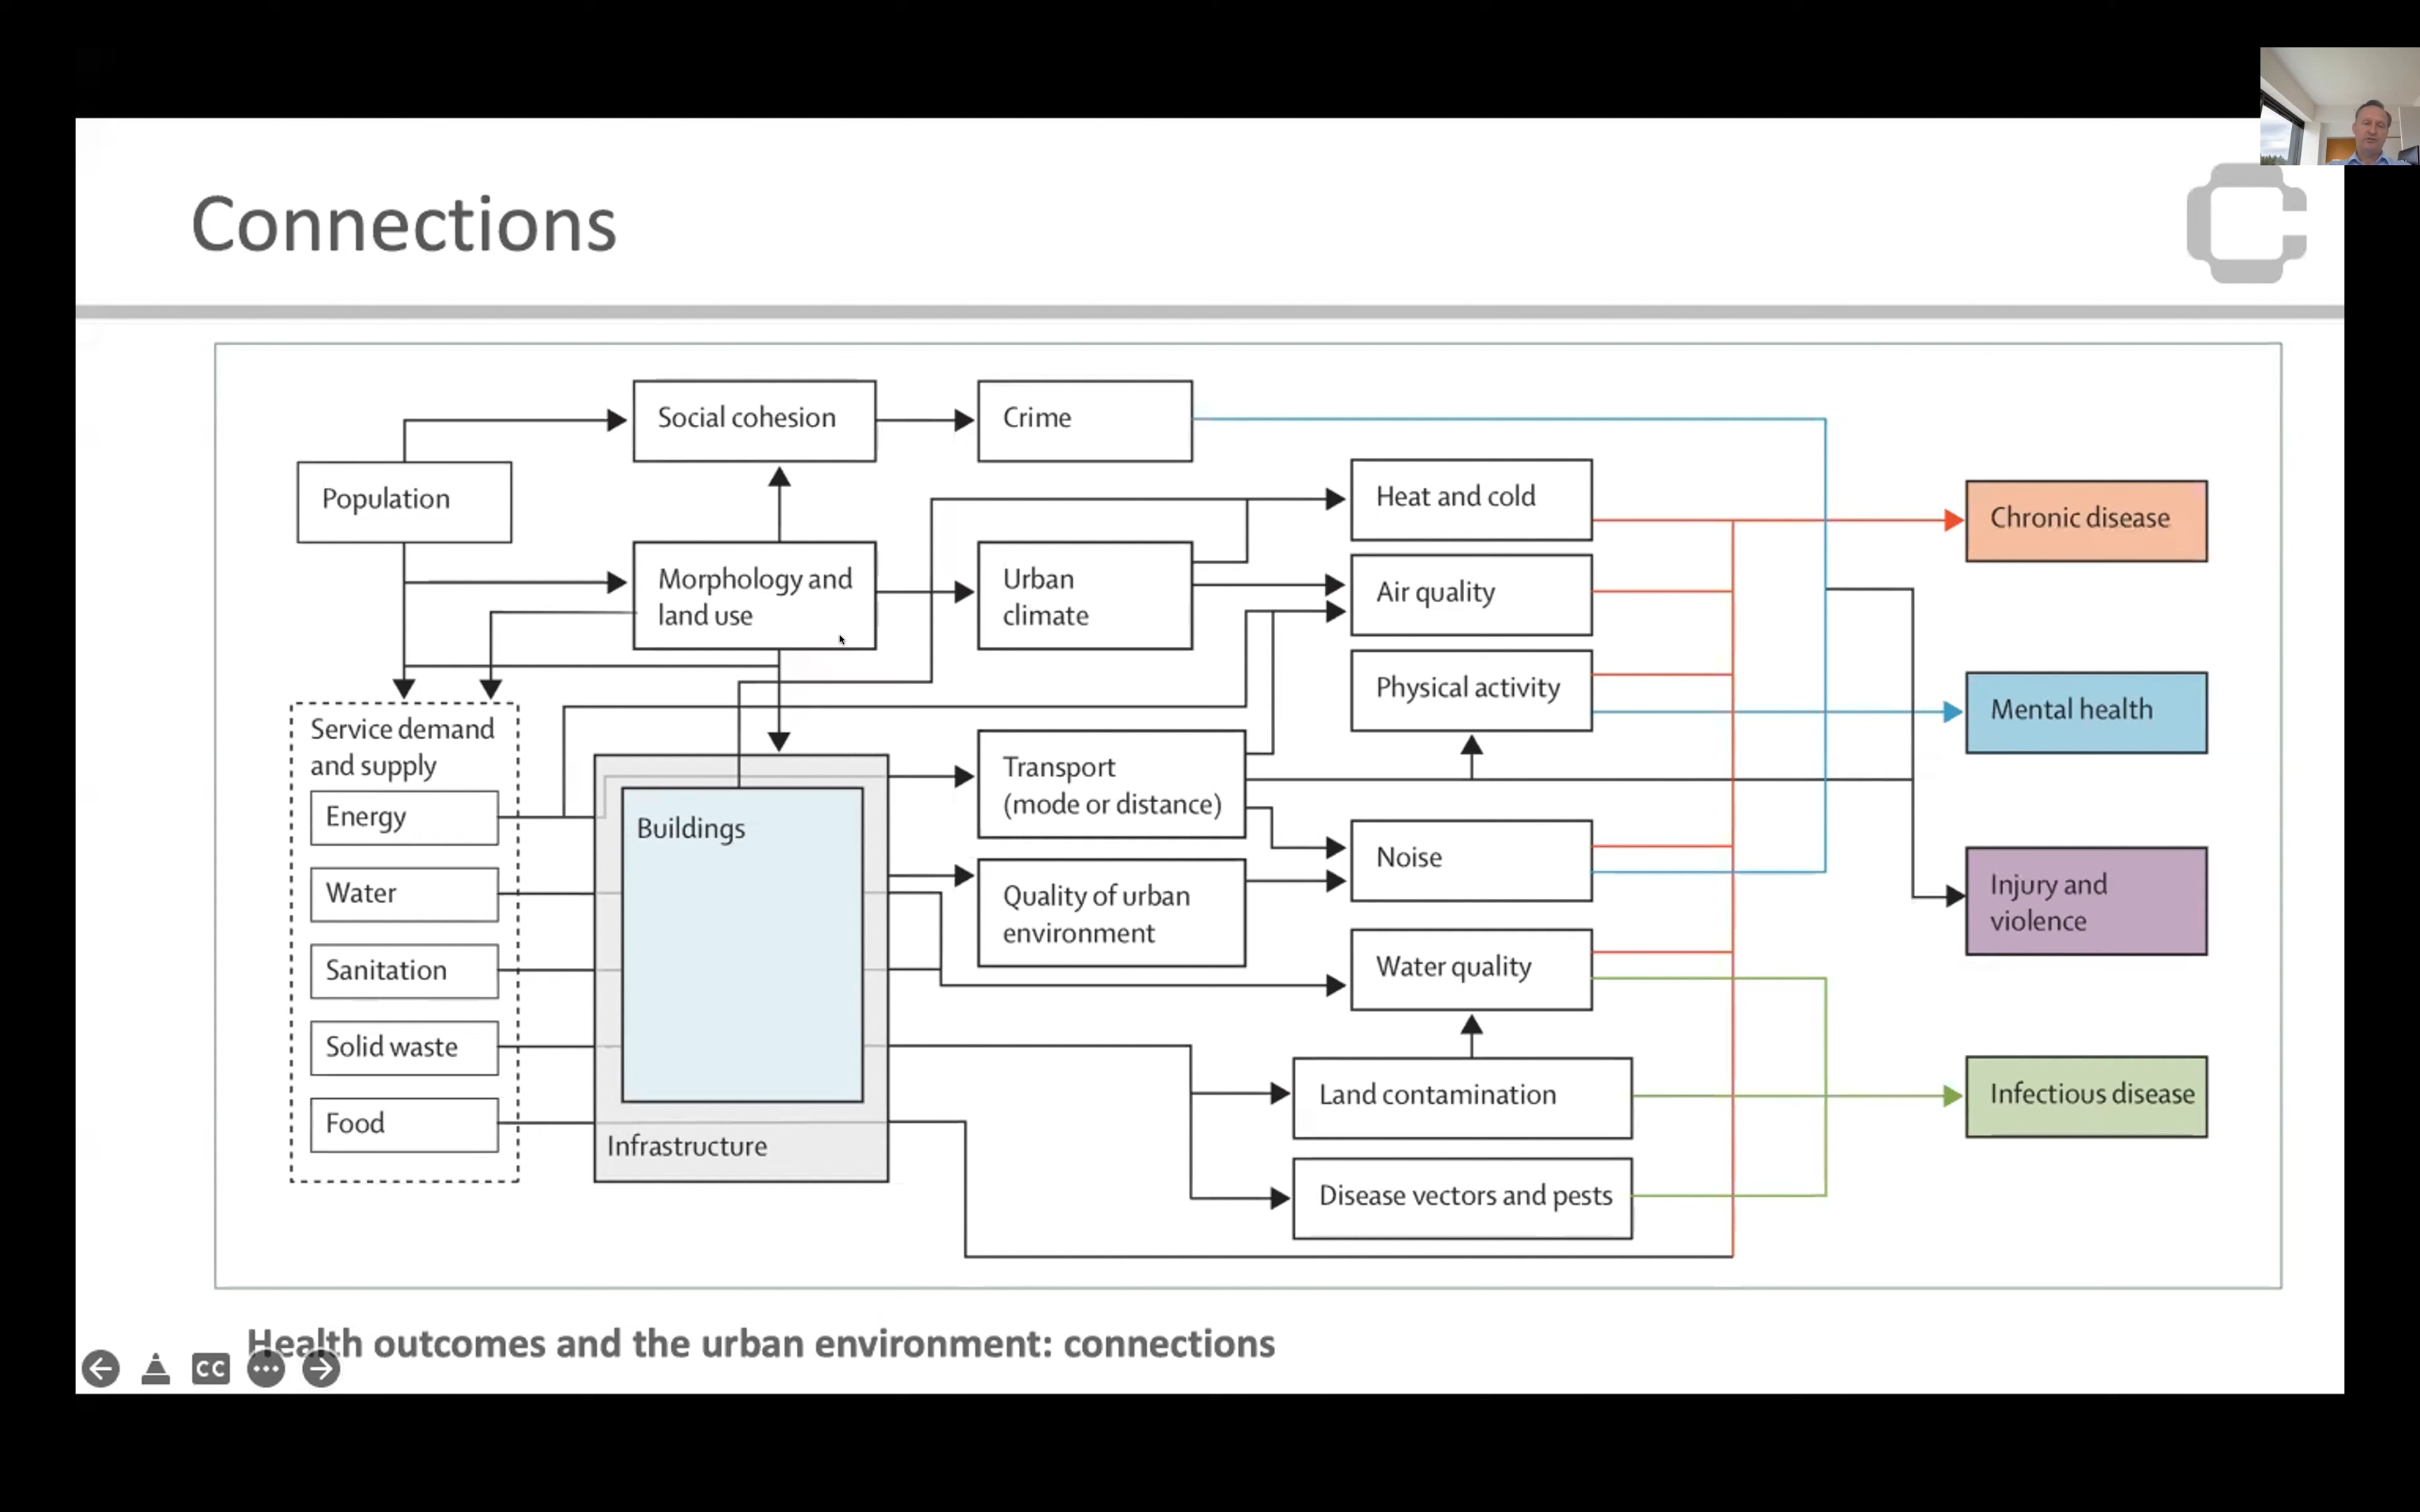 Connections
Social cohesion
Crime
Population
Heat and cold
Chronic disease
Morphology and
land use
Urban
climate
Air quality
Physical activity
Mental health
Service demand
and supply
Energy
Water
Sanitation
Solid waste
Food
Buildings
Infrastructure
Transport
(mode or distance)
Quality of urban
environment
Noise
Water quality
Injury and
violence
Land contamination
Infectious disease
Disease vectors and pests
Health outcomes and the urban environment: connections
CC